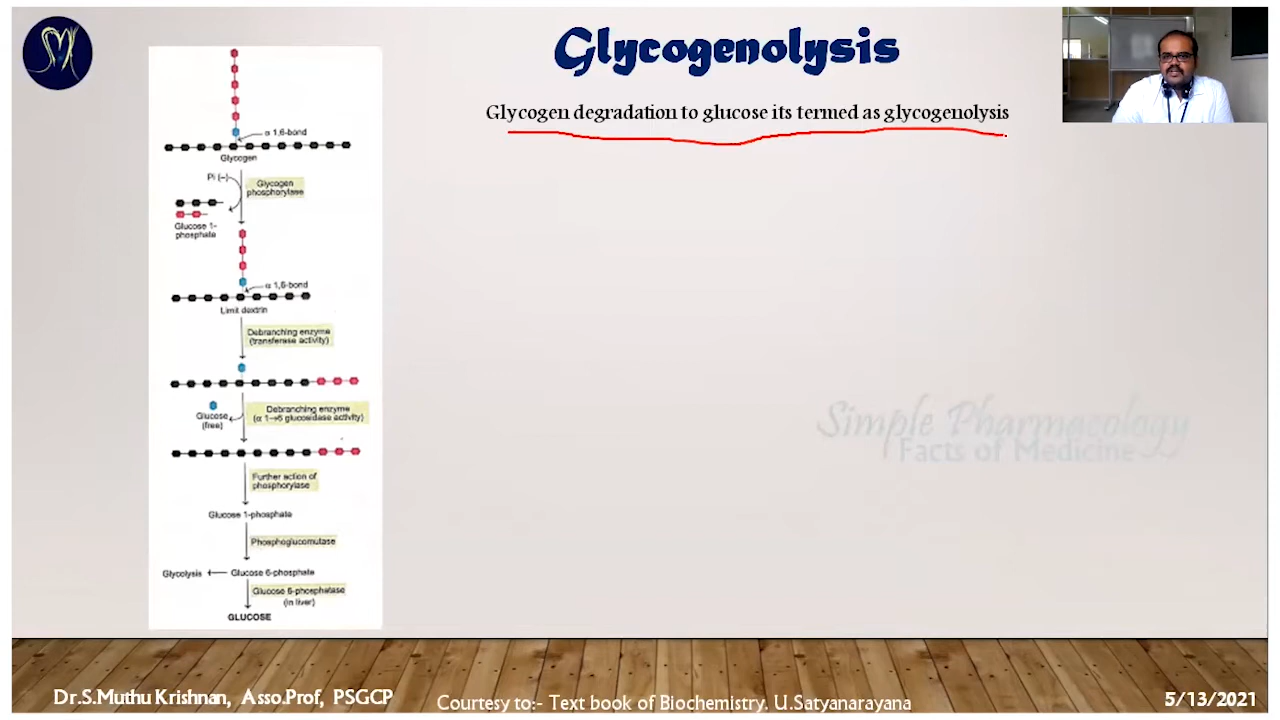 Glycogenolysis
Glycogen degradation to glucose its termed as glycogenolysis
α 1,6-bond
Glycogen
Pi (–)
Glycogen
phosphorylase
Glucose 1-
phosphate
α 1,6-bond
Limit dextrin
Debranching enzyme
(transferase activity)
Glucose
(free)
Debranching enzyme
(α 1→6 glucosidase activity)
Further action of
phosphorylase
Glucose 1-phosphate
Phosphoglucomutase
Glycolysis
Glucose 6-phosphate
Glucose 6-phosphatase
(in liver)
GLUCOSE
Simple Pharmacology
Facts of Medicine
Dr.S.Muthu Krishnan, Asso.Prof, PSGCP
Courtesy to:- Text book of Biochemistry. U.Satyanarayana
5/13/2021